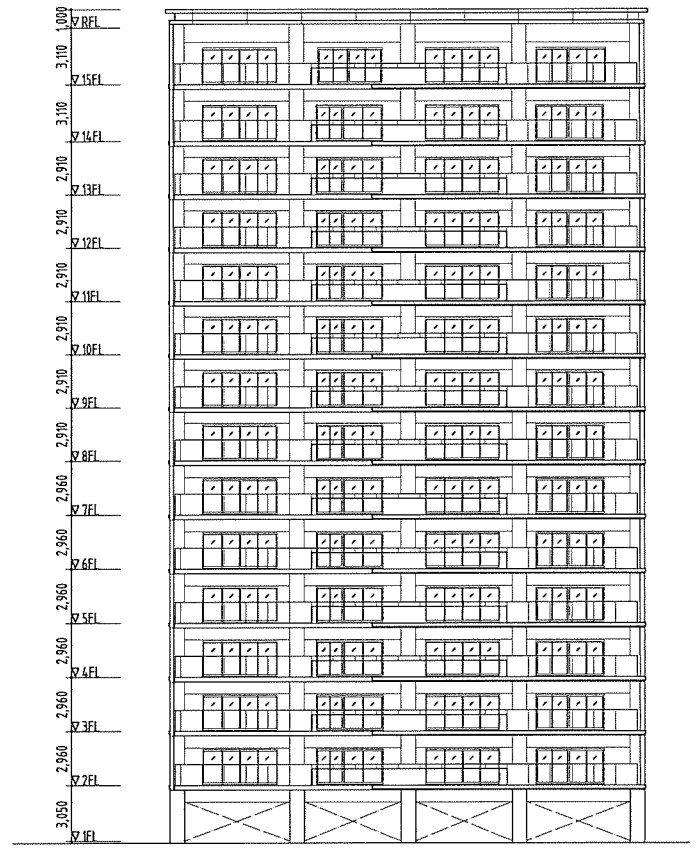 1,000
▽ RFL
3,110
▽ 15FL
3,110
▽ 14FL
2,910
▽ 13FL
2,910
▽ 12FL
2,910
▽ 11FL
2,910
▽ 10FL
2,910
▽ 9FL
2,910
▽ 8FL
2,960
▽ 7FL
2,960
▽ 6FL
2,960
▽ 5FL
2,960
▽ 4FL
2,960
▽ 3FL
2,960
▽ 2FL
3,050
▽ 1FL